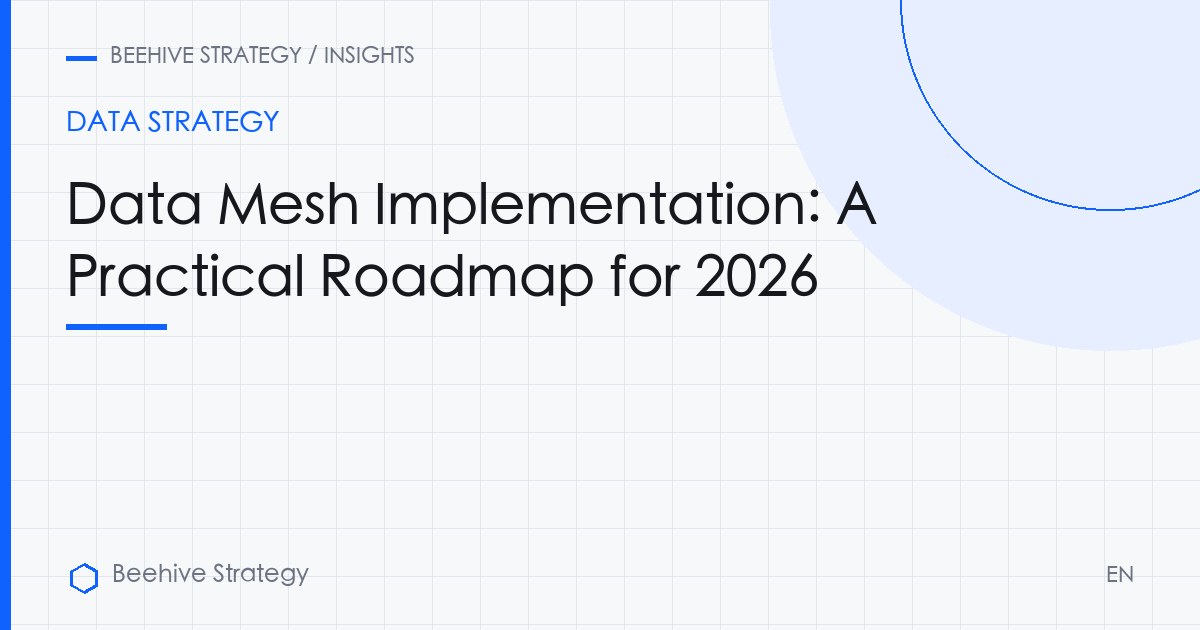 BEEHIVE STRATEGY / INSIGHTS
DATA STRATEGY
Data Mesh Implementation: A
Practical Roadmap for 2026
Beehive Strategy
EN